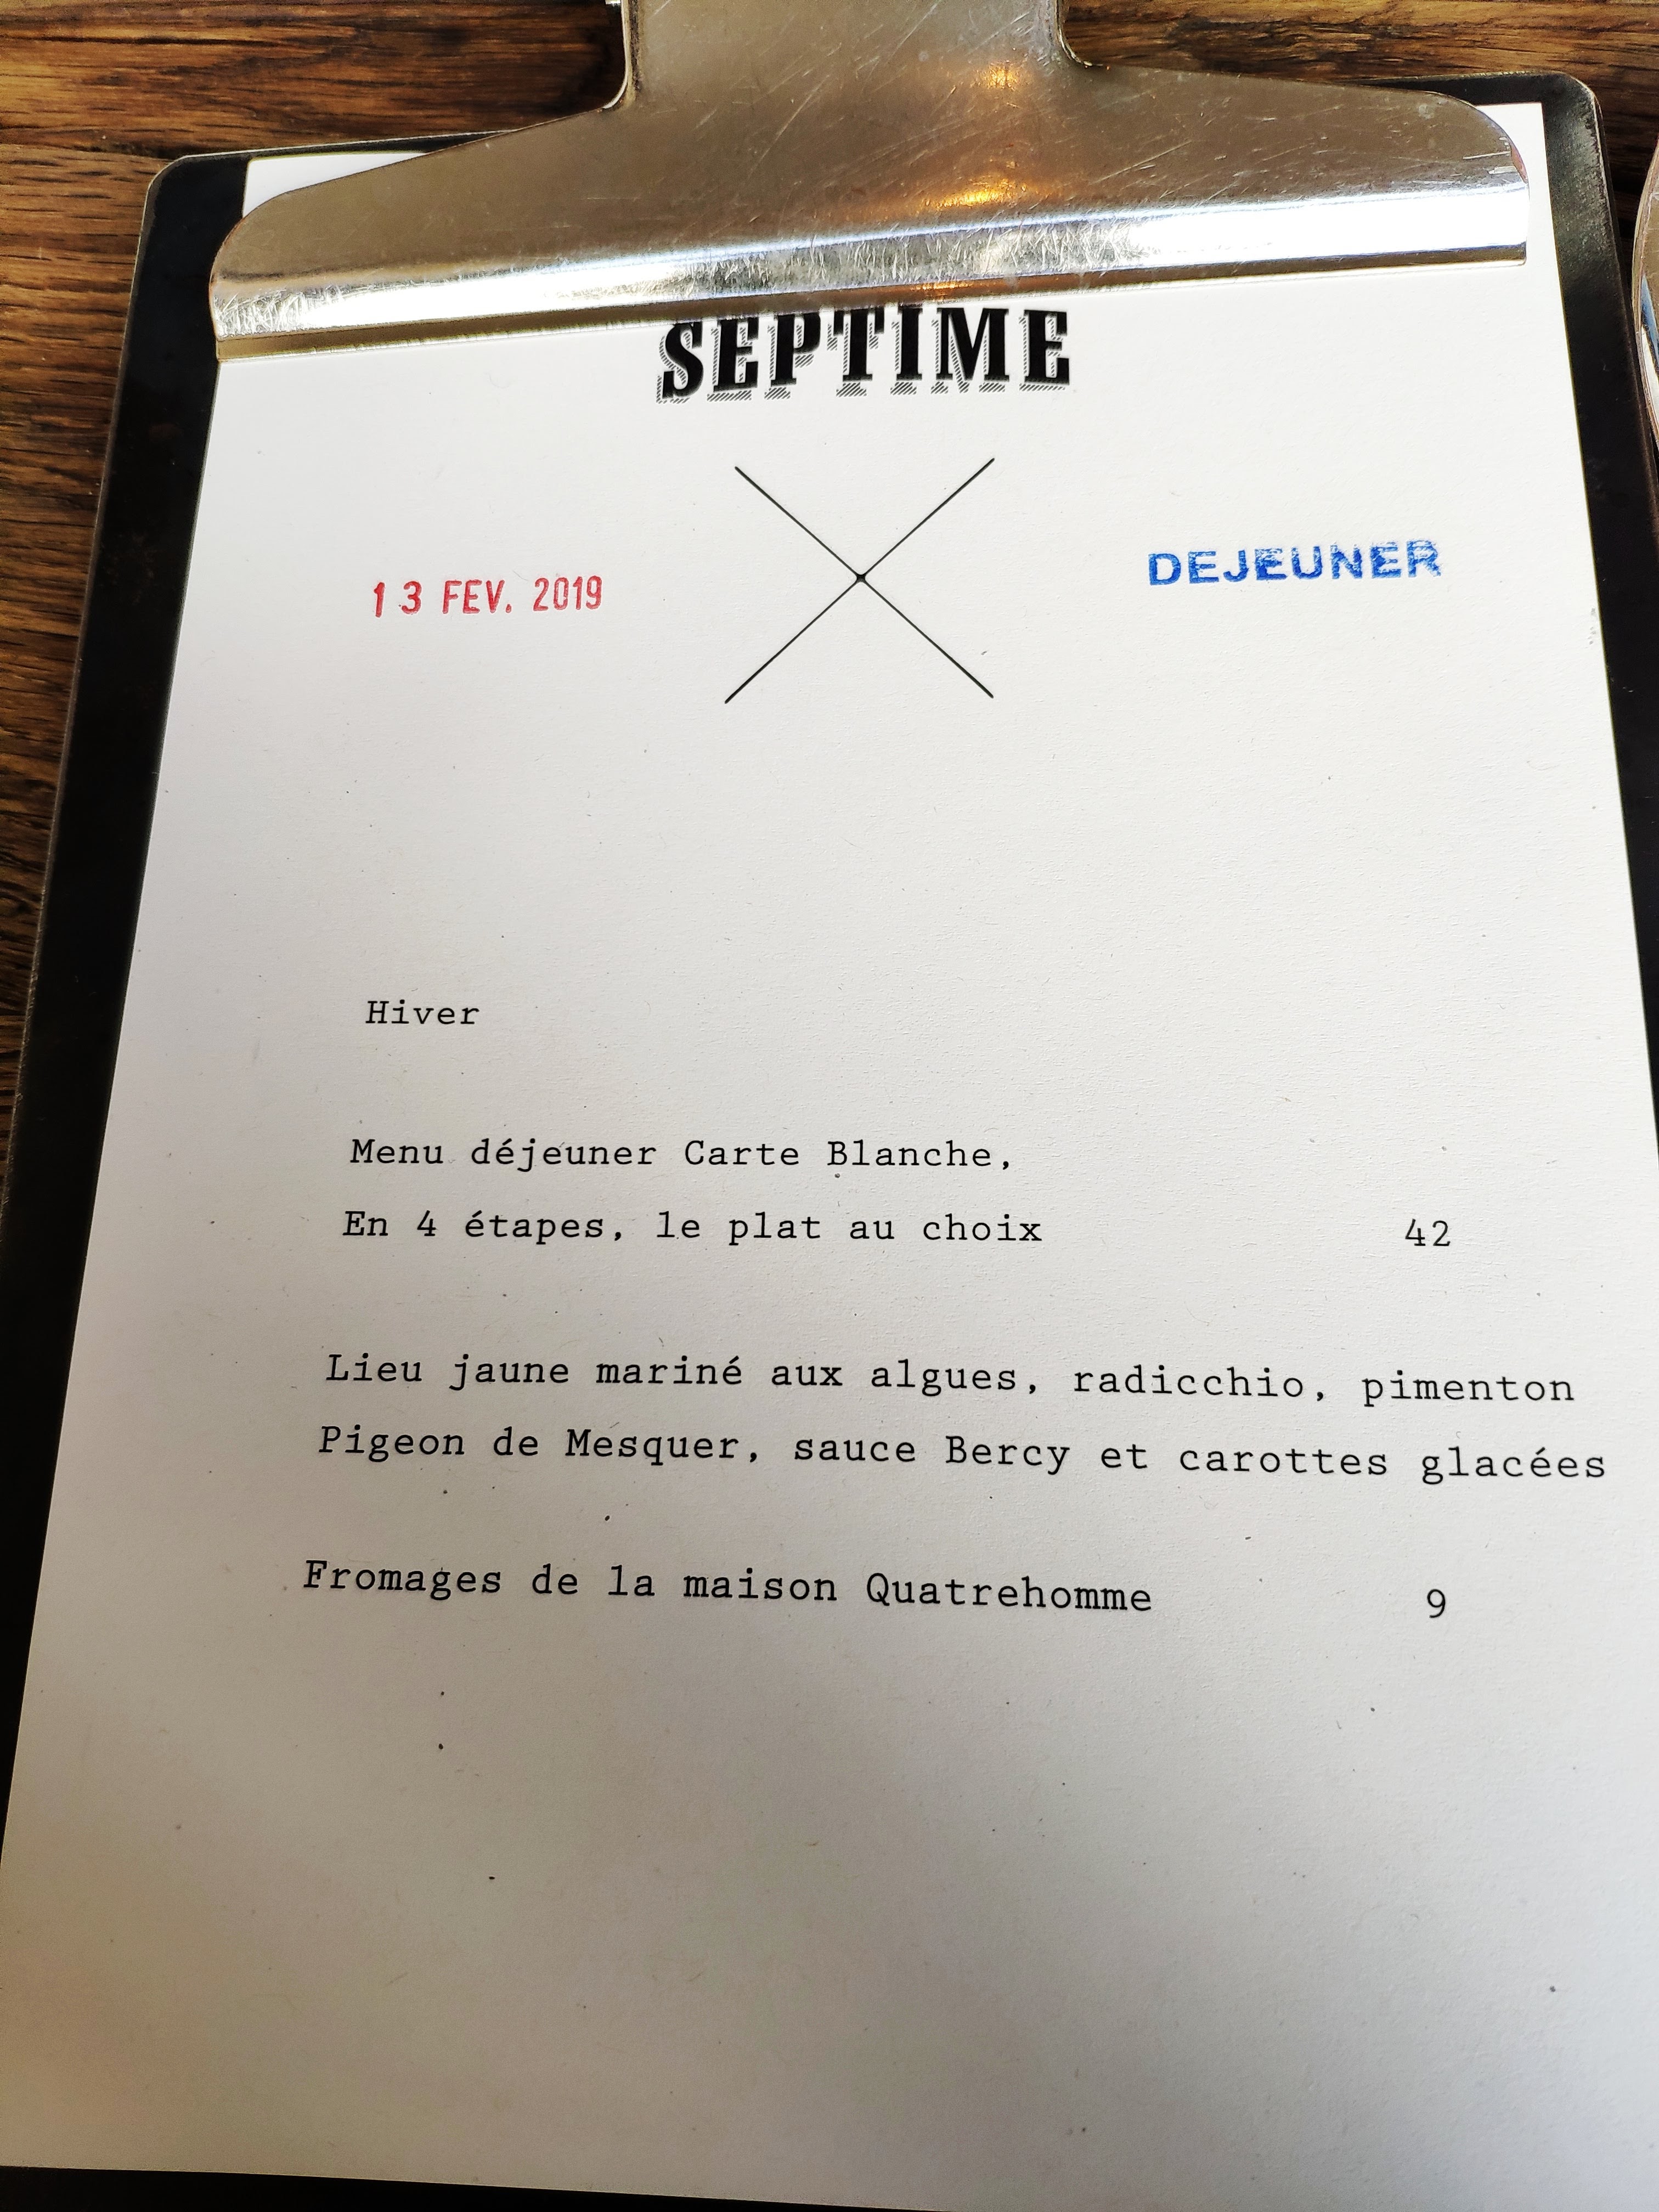 SEPTIME
13 FEV. 2019
DEJEUNER
Hiver
Menu déjeuner Carte Blanche,
En 4 étapes, le plat au choix 42
Lieu jaune mariné aux algues, radicchio, pimenton
Pigeon de Mesquer, sauce Bercy et carottes glacées
Fromages de la maison Quatrehomme 9